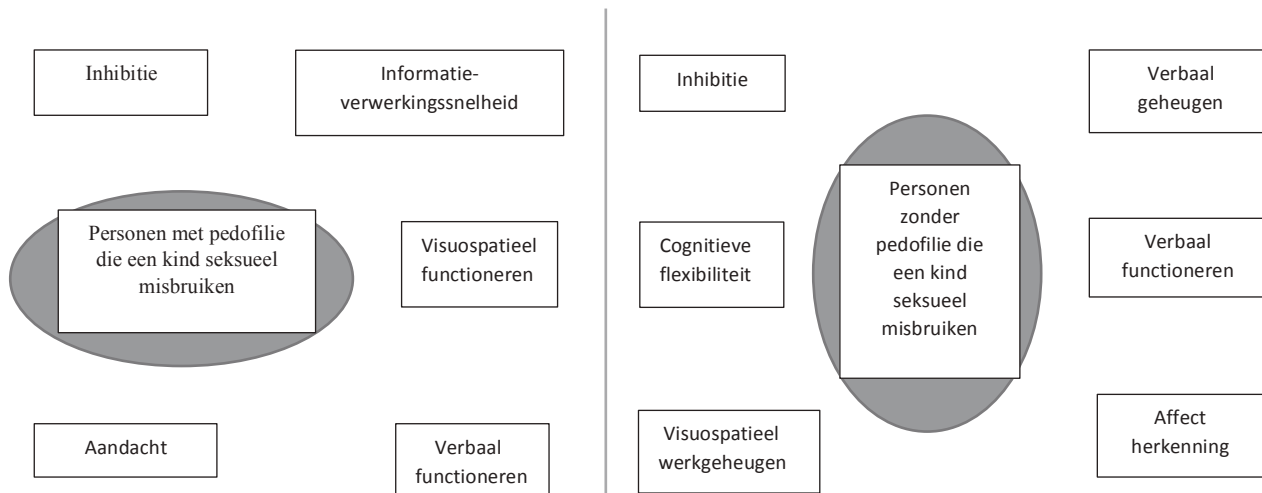 Inhibitie
Informatie-
verwerkingssnelheid
Personen met pedofilie
die een kind seksueel
misbruiken
Visuospatieel
functioneren
Aandacht
Verbaal
functioneren
Inhibitie
Verbaal
geheugen
Cognitieve
flexibiliteit
Personen
zonder
pedofilie die
een kind
seksueel
misbruiken
Verbaal
functioneren
Visuospatieel
werkgeheugen
Affect
herkenning